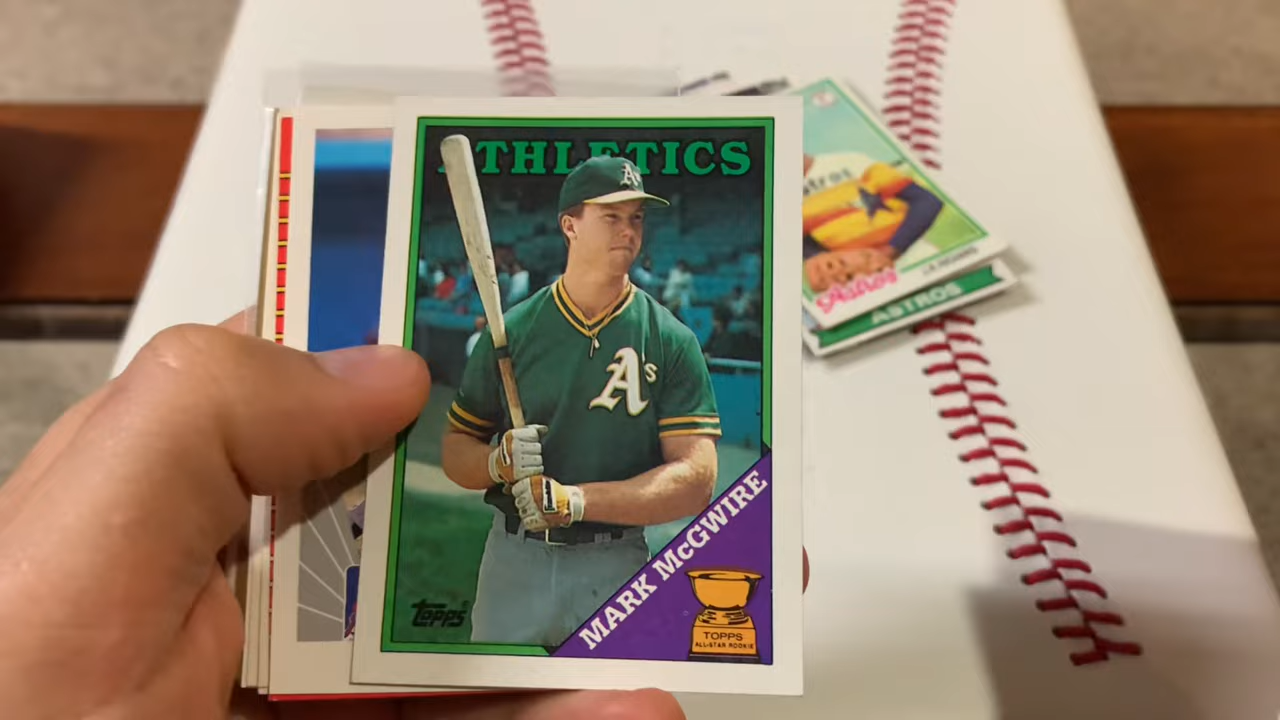 ATHLETICS
A's
A's
MARK McGWIRE
TOPPS
ALL-STAR ROOKIE
Topps
Astros
ASTROS